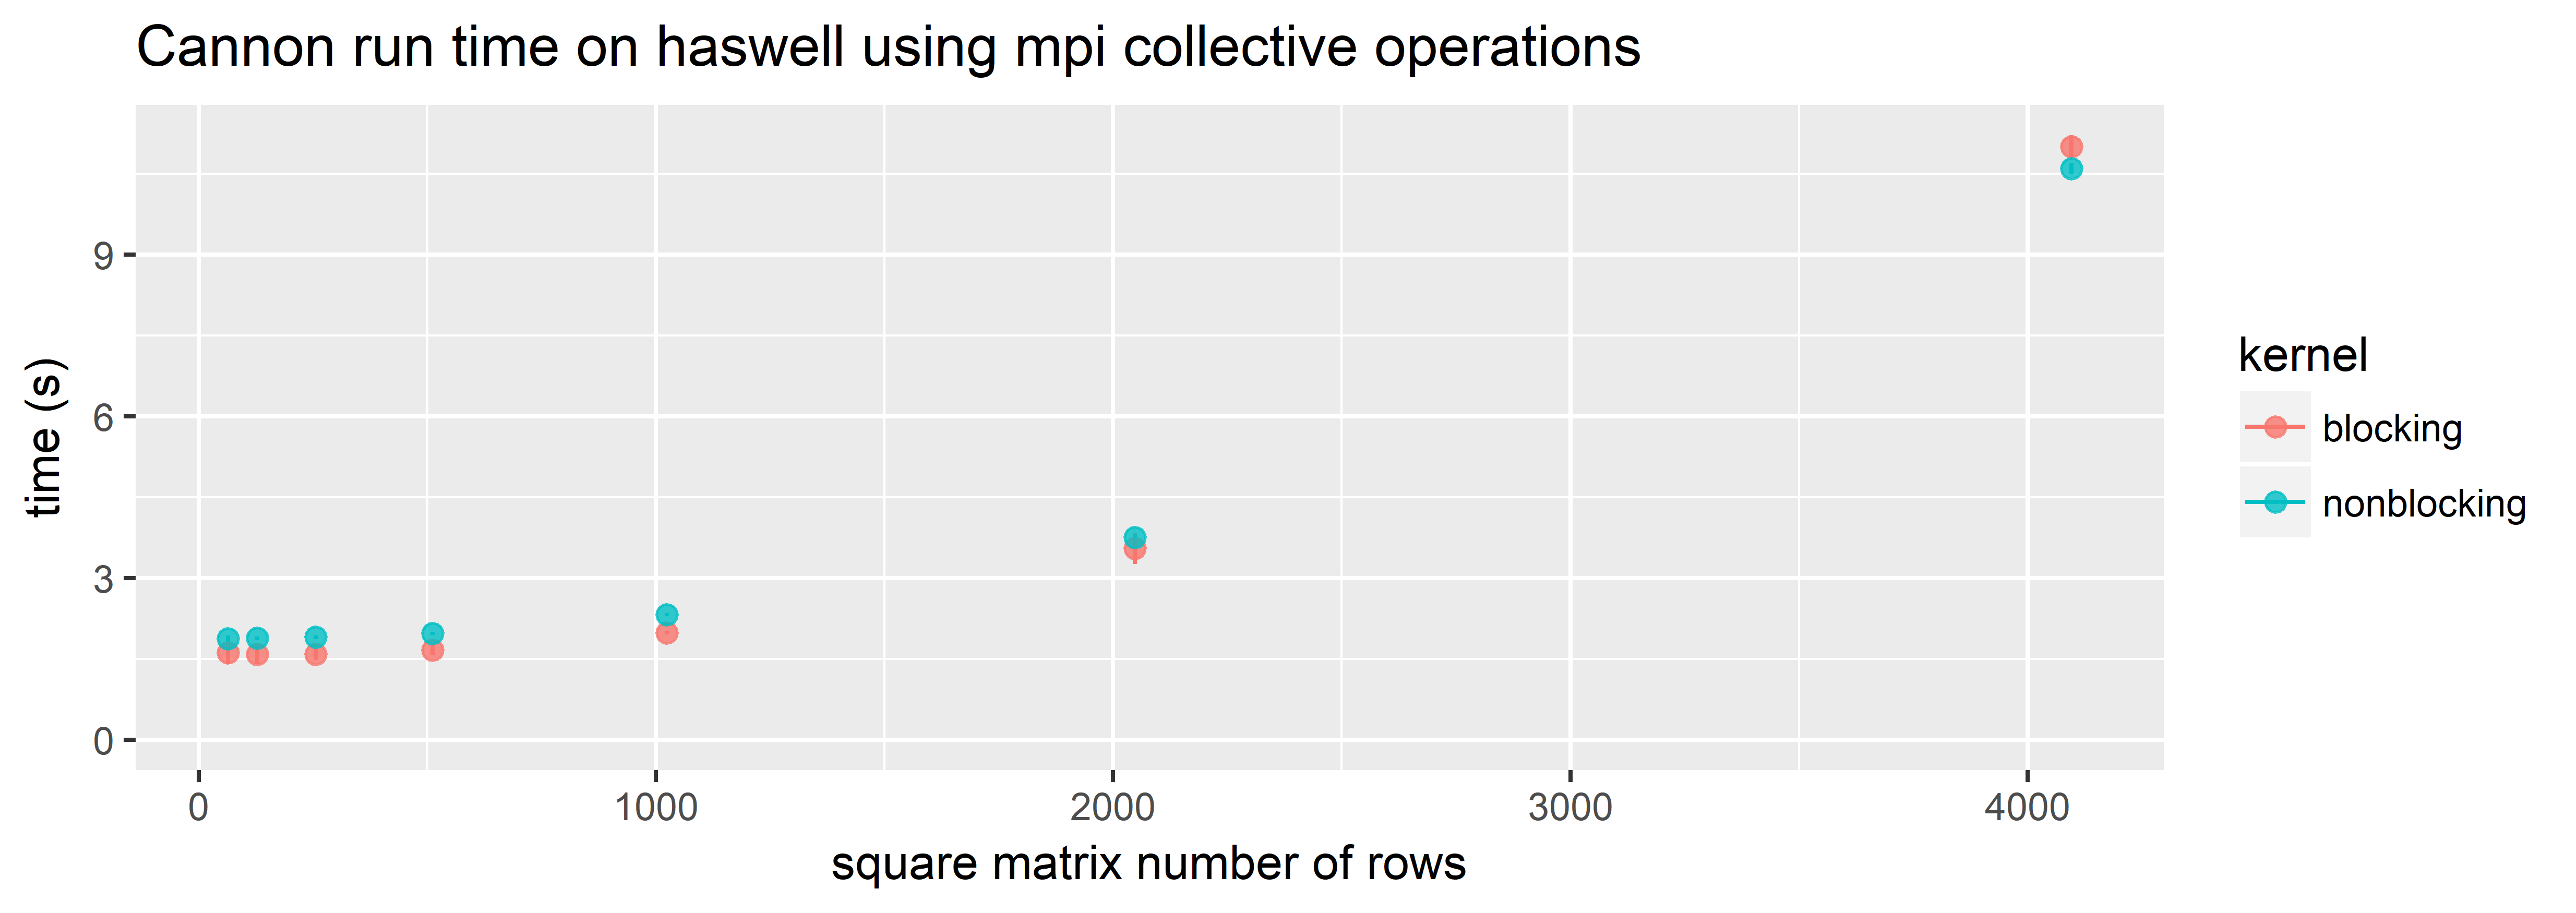 Cannon run time on haswell using mpi collective operations
time (s)
9
6
3
0
0 1000 2000 3000 4000
square matrix number of rows
kernel
blocking
nonblocking